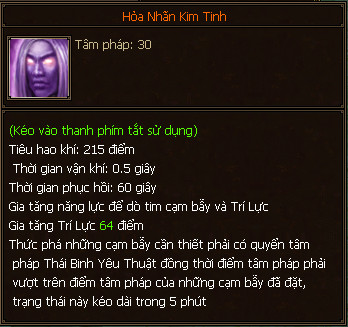 Hỏa Nhãn Kim Tinh
Tâm pháp: 30
(Kéo vào thanh phím tắt sử dụng)
Tiêu hao khí: 215 điểm
Thời gian vận khí: 0.5 giây
Thời gian phục hồi: 60 giây
Gia tăng năng lực để dò tìm cạm bẫy và Trí Lực
Gia tăng Trí Lực 64 điểm
Thức phá những cạm bẫy cần thiết phải có quyển tâm
pháp Thái Bình Yêu Thuật đồng thời điểm tâm pháp phải
vượt trên điểm tâm pháp của những cạm bẫy đã đặt,
trạng thái này kéo dài trong 5 phút